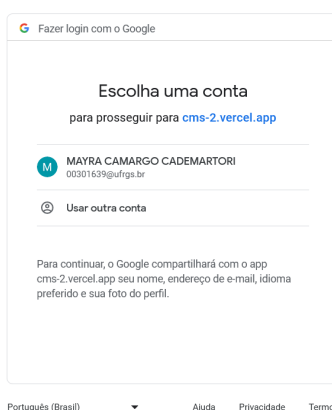 Fazer login com o Google
Escolha uma conta
para prosseguir para cms-2.vercel.app
M
MAYRA CAMARGO CADEMARTORI
00301639@ufrgs.br
Usar outra conta
Para continuar, o Google compartilhará com o app
cms-2.vercel.app seu nome, endereço de e-mail, idioma
preferido e sua foto do perfil.
Português (Brasil) Ajuda Privacidade Termo